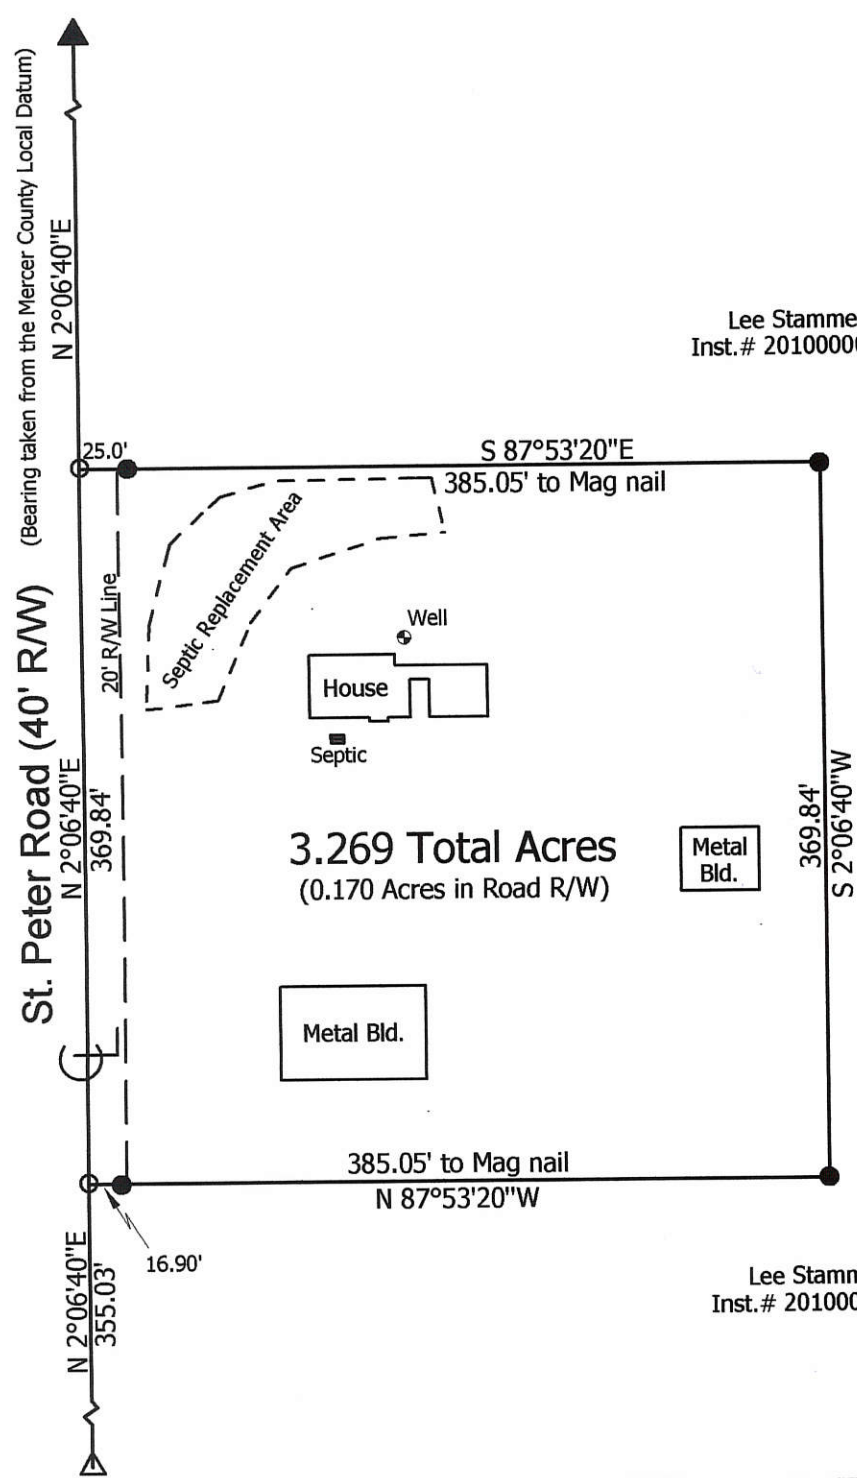 (Bearing taken from the Mercer County Local Datum)
N 2°06'40"E
Lee Stamme
Inst.# 2010000
25.0'
S 87°53'20"E
385.05' to Mag nail
Septic Replacement Area
20' R/W Line
Well
House
Septic
St. Peter Road (40' R/W)
N 2°06'40"E
369.84'
3.269 Total Acres
(0.170 Acres in Road R/W)
Metal
Bld.
369.84'
S 2°06'40"W
Metal Bld.
385.05' to Mag nail
N 87°53'20"W
16.90'
N 2°06'40"E
355.03'
Lee Stamm
Inst.# 201000